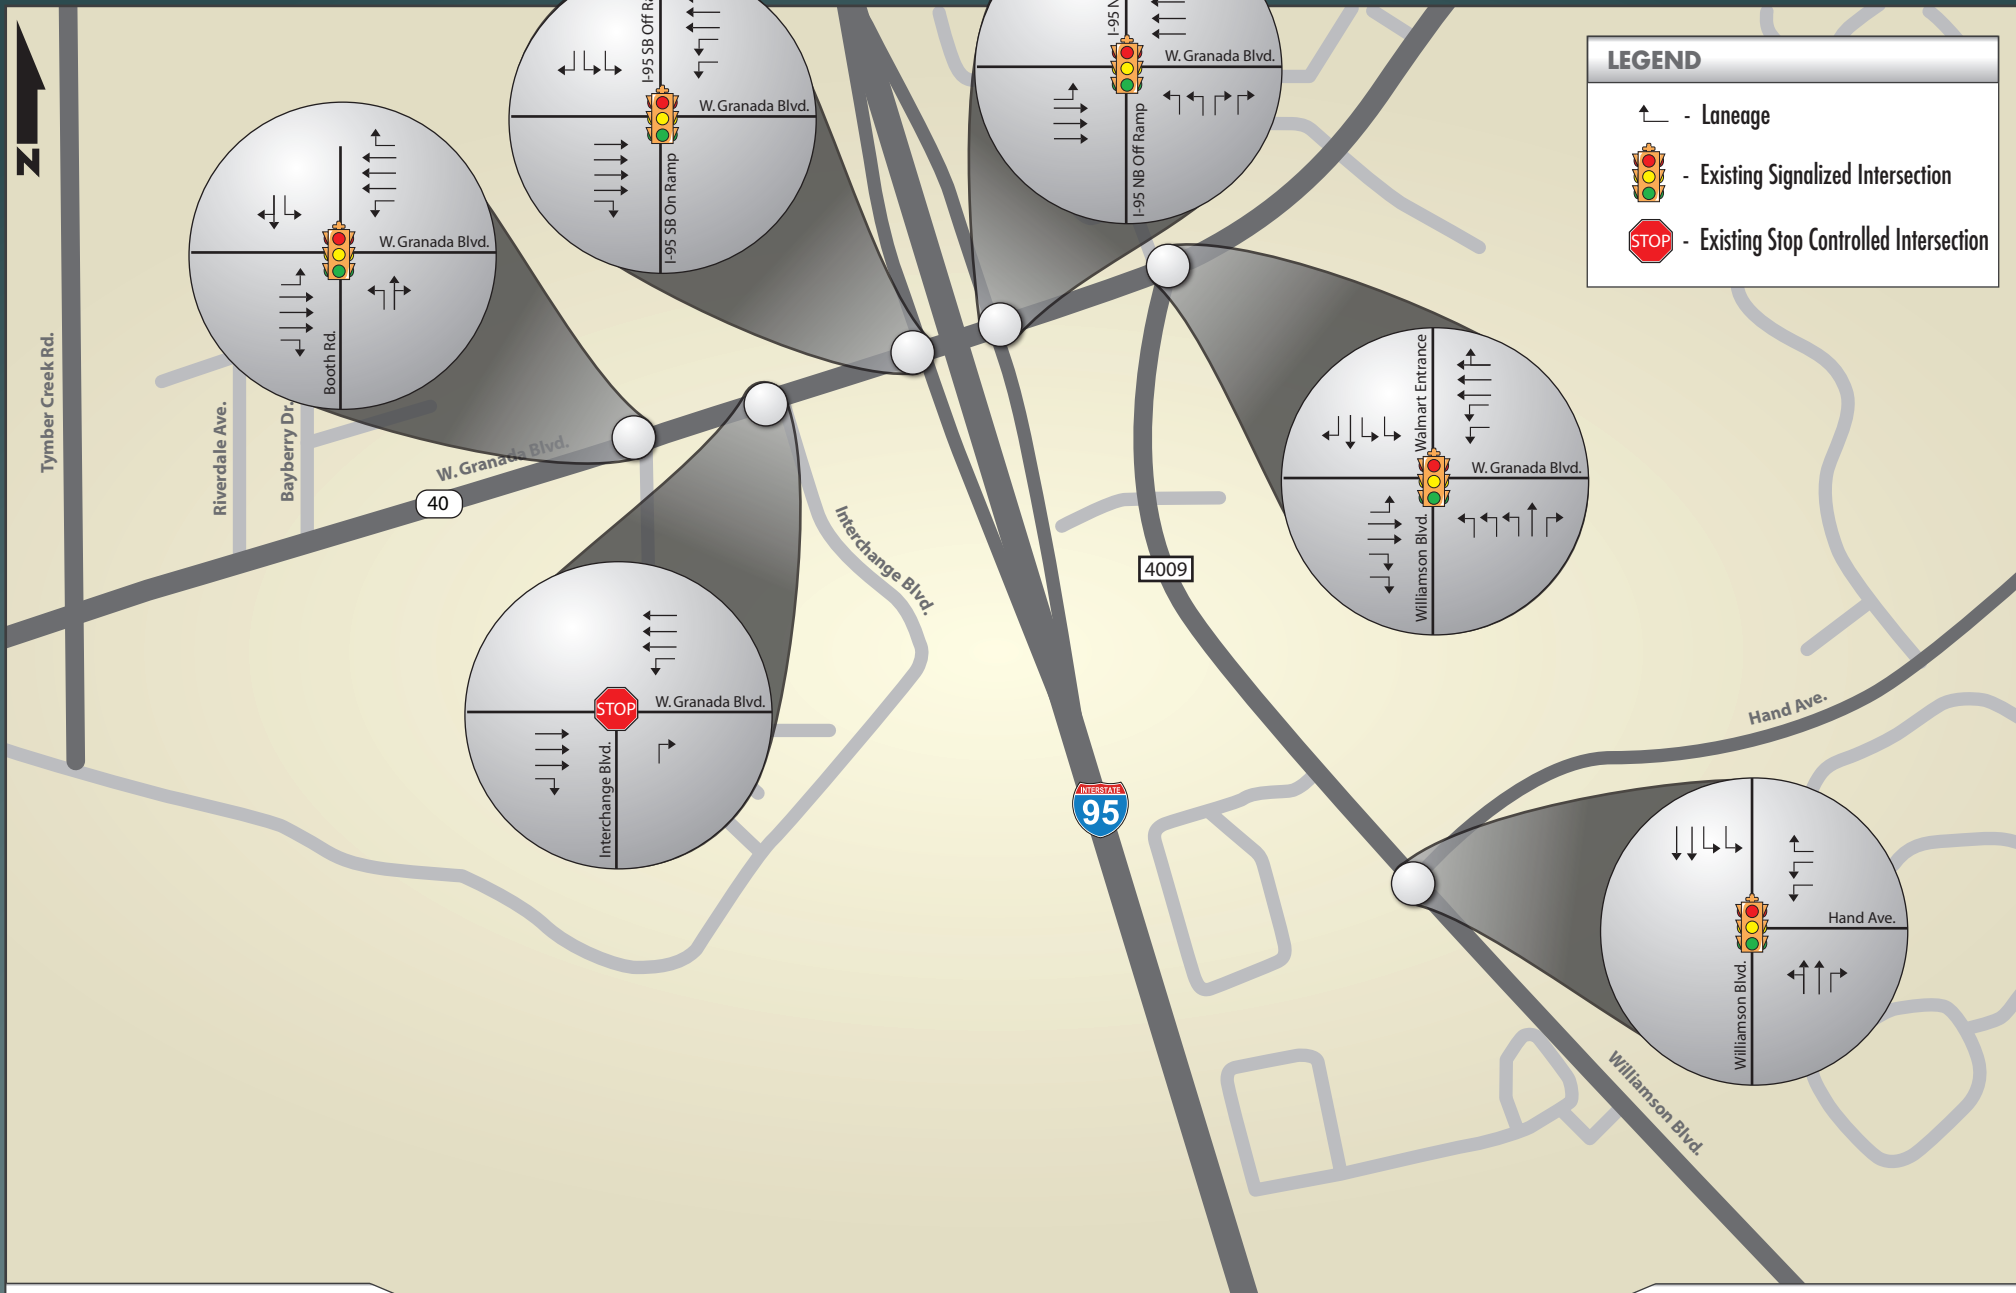 N
I-95 SB Off
W. Granada Blvd.
I-95 SB On Ramp
I-95
W. Granada Blvd.
I-95 NB Off Ramp
LEGEND
- Laneage
- Existing Signalized Intersection
STOP - Existing Stop Controlled Intersection
W. Granada Blvd.
Booth Rd.
Tymber Creek Rd.
Riverdale Ave.
Bayberry Dr.
W. Granada Blvd.
40
Walmart Entrance
W. Granada Blvd.
Williamson Blvd.
Interchange Blvd.
4009
STOP
W. Granada Blvd.
Interchange Blvd.
INTERSTATE
95
Hand Ave.
Hand Ave.
Williamson Blvd.
Williamson Blvd.